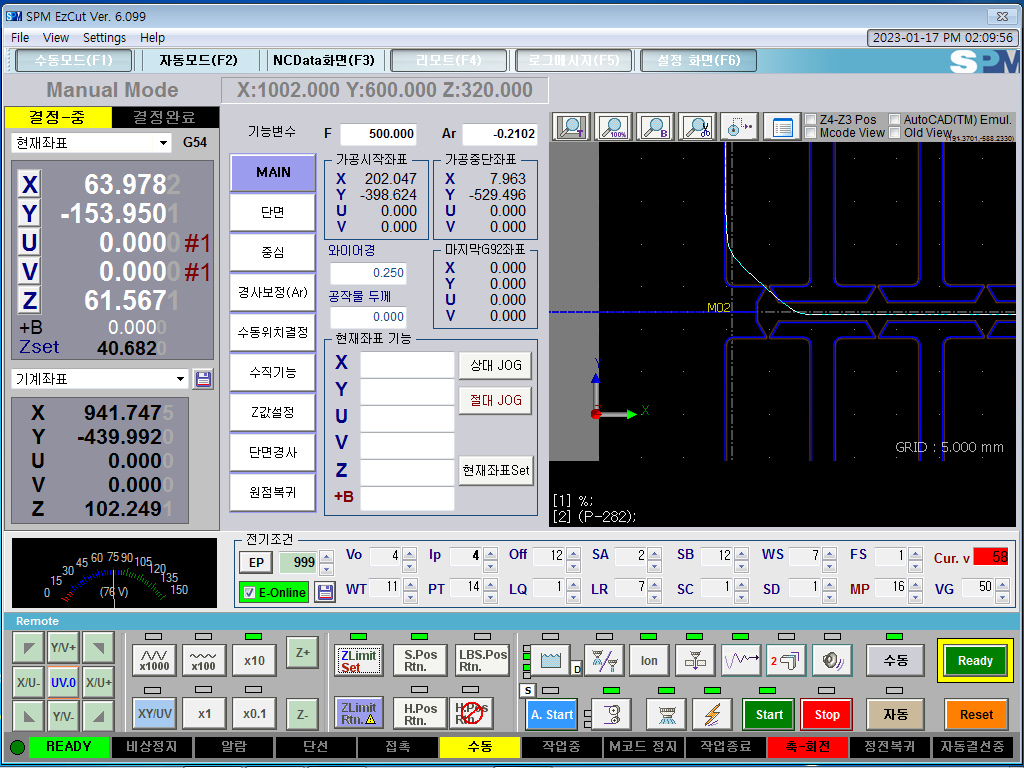 SPM EzCut Ver. 6.099
File View Settings Help
2023-01-17 PM 02:09:56
수동모드(F1) 자동모드(F2) NCData화면(F3) 리모트(F4) 로그메시지(F5) 설정 화면(F6)
SPM
Manual Mode X:1002.000 Y:600.000 Z:320.000
결정-중 결정완료
현재좌표 G54
X 63.9782
Y -153.9501
U 0.0000 #1
V 0.0000 #1
Z 61.5671
+B 0.0000
Zset 40.6820
기계좌표
X 941.7475
Y -439.9920
U 0.0000
V 0.0000
Z 102.2491
기능변수 F 500.000 Ar -0.2102
MAIN
단면
중심
경사보정(Ar)
수동위치결정
수직기능
Z값설정
단면경사
원점복귀
가공시작좌표
X 202.047
Y -398.624
U 0.000
V 0.000
가공중단좌표
X 7.963
Y -529.496
U 0.000
V 0.000
와이어경
0.250
공작물 두께
0.000
마지막G92좌표
X 0.000
Y 0.000
U 0.000
V 0.000
현재좌표 기능
X
Y
U
V
Z
+B
상대 JOG
절대 JOG
현재좌표Set
T 100% B
Z4-Z3 Pos AutoCAD(TM) Emul.
Mcode View Old View
(191.3701,-588.2330)
M02
Y
X
GRID : 5.000 mm
[1] %;
[2] (P-282);
0 15 30 45 60 75 90 105 120 135 150
(76 V)
전기조건
EP 999
E-Online
Vo 4 Ip 4 Off 12 SA 2 SB 12 WS 7 FS 1 Cur. v 58
WT 11 PT 14 LQ 1 LR 7 SC 1 SD 1 MP 16 VG 50
Remote
Y/V+
X/U- UV.0 X/U+
Y/V-
x1000 x100 x10 Z+
XY/UV x1 x0.1 Z-
ZLimit Set S.Pos Rtn. LBS.Pos Rtn.
ZLimit Rtn. H.Pos Rtn. H.Pos Rtn.
D Ion 2 수동 Ready
S
A. Start Start Stop 자동 Reset
READY 비상정지 알람 단선 접촉 수동 작업중 M코드 정지 작업종료 축-회전 정전복귀 자동결선중